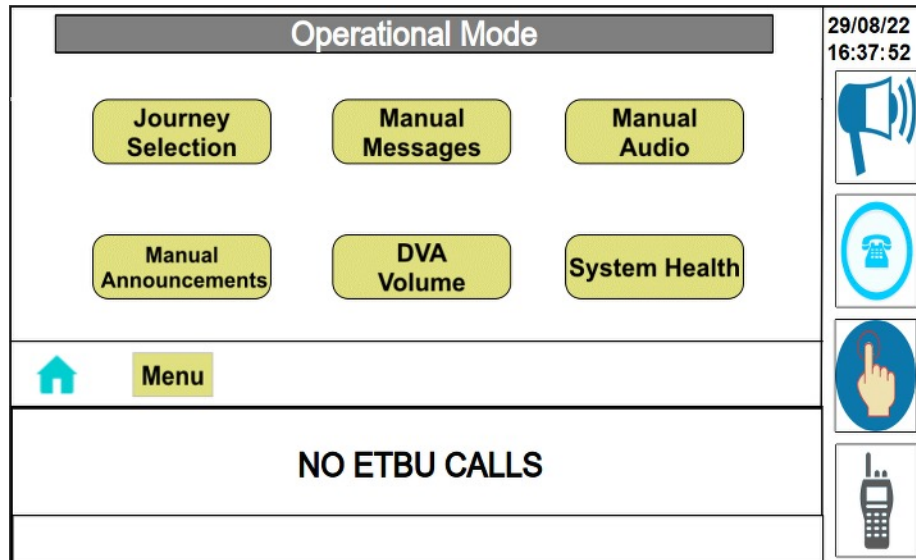 Operational Mode
29/08/22
16:37:52
Journey
Selection
Manual
Messages
Manual
Audio
Manual
Announcements
DVA
Volume
System Health
Menu
NO ETBU CALLS